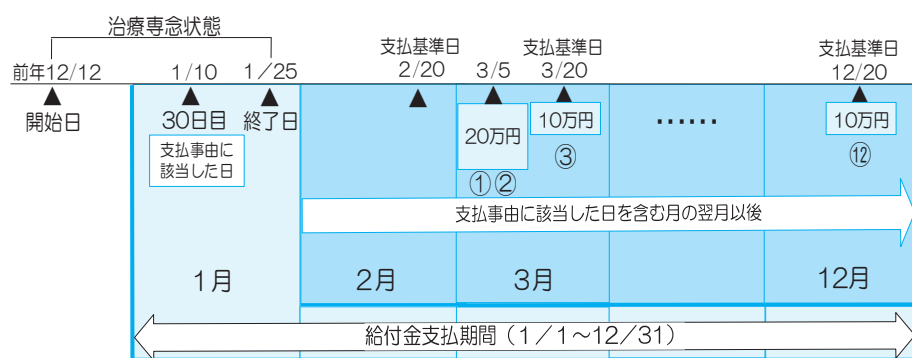 治療専念状態
前年12/12
1/10
1/25
支払基準日
2/20
3/5
支払基準日
3/20
支払基準日
12/20
開始日
30日目
終了日
支払事由に
該当した日
20万円
①②
10万円
③
……
10万円
⑫
支払事由に該当した日を含む月の翌月以後
1月
2月
3月
12月
給付金支払期間（1/1～12/31）